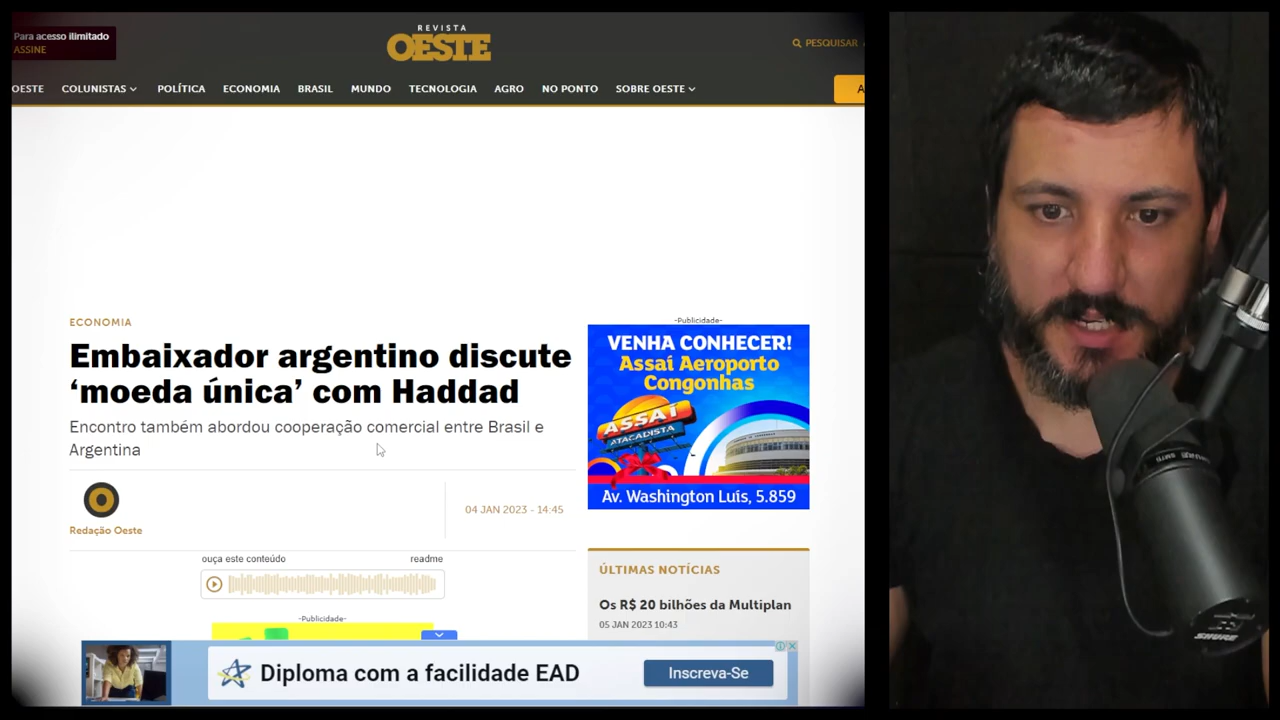 Para acesso ilimitado
ASSINE
REVISTA
OESTE
PESQUISAR
OESTE COLUNISTAS POLÍTICA ECONOMIA BRASIL MUNDO TECNOLOGIA AGRO NO PONTO SOBRE OESTE A
ECONOMIA
Embaixador argentino discute
‘moeda única’ com Haddad
Encontro também abordou cooperação comercial entre Brasil e
Argentina
Redação Oeste
04 JAN 2023 - 14:45
ouça este conteúdo readme
-Publicidade-
-Publicidade-
VENHA CONHECER!
Assaí Aeroporto
Congonhas
ASSAÍ
ATACADISTA
Av. Washington Luís, 5.859
ÚLTIMAS NOTÍCIAS
Os R$ 20 bilhões da Multiplan
05 JAN 2023 10:43
Diploma com a facilidade EAD
Inscreva-Se
SHURE